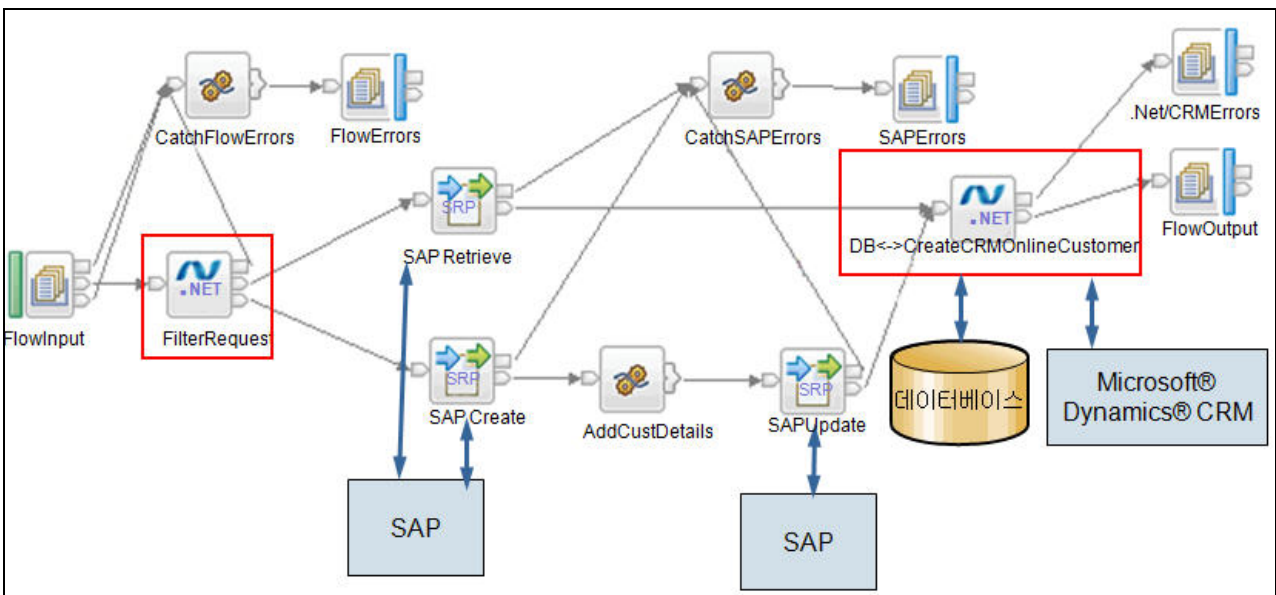 CatchFlowErrors
FlowErrors
CatchSAPErrors
SAPErrors
.Net/CRMErrors
SRP
SAP Retrieve
.NET
DB<->CreateCRMOnlineCustomer
FlowOutput
FlowInput
.NET
FilterRequest
SRP
SAP Create
AddCustDetails
SRP
SAPUpdate
데이터베이스
Microsoft®
Dynamics® CRM
SAP
SAP